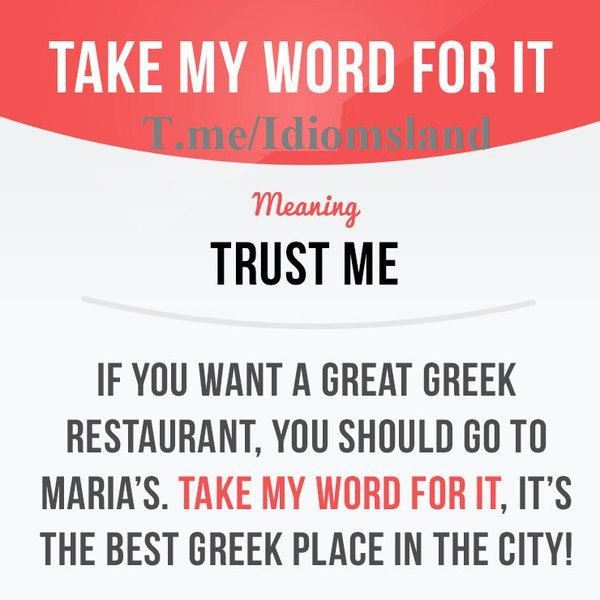 TAKE MY WORD FOR IT
T.me/Idiomsland
Meaning
TRUST ME
IF YOU WANT A GREAT GREEK
RESTAURANT, YOU SHOULD GO TO
MARIA’S. TAKE MY WORD FOR IT, IT’S
THE BEST GREEK PLACE IN THE CITY!